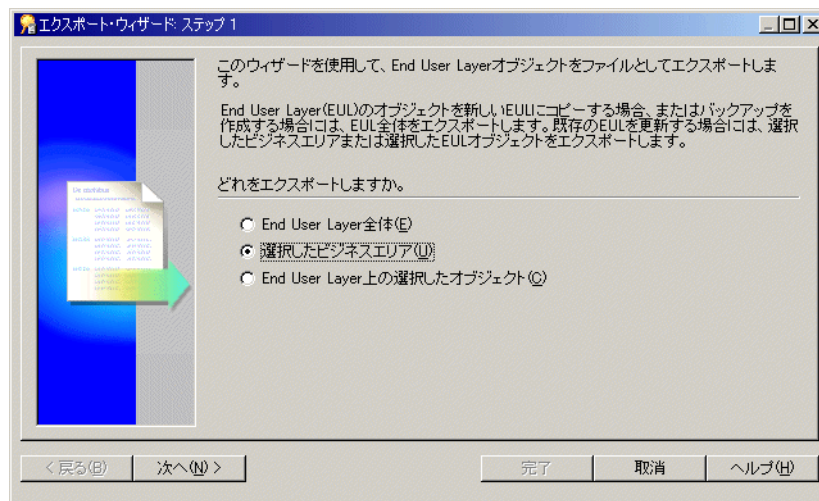 エクスポート・ウィザード: ステップ 1
このウィザードを使用して、End User Layerオブジェクトをファイルとしてエクスポートしま
す。
End User Layer(EUL)のオブジェクトを新しいEULにコピーする場合、またはバックアップを
作成する場合には、EUL全体をエクスポートします。既存のEULを更新する場合には、選択
したビジネスエリアまたは選択したEULオブジェクトをエクスポートします。
どれをエクスポートしますか。
End User Layer全体(E)
選択したビジネスエリア(U)
End User Layer上の選択したオブジェクト(C)
< 戻る(B)
次へ(N) >
完了
取消
ヘルプ(H)